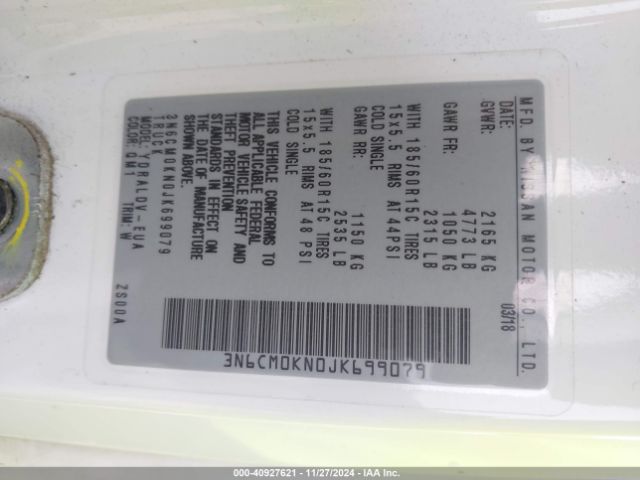 MFD. BY NISSAN MOTOR CO., LTD.
DATE: 03/18
GVWR: 2165 KG
4773 LB
GAWR FR: 1050 KG
2315 LB
WITH 185/60R15C TIRES
15x5.5 RIMS AT 44PSI
COLD SINGLE
GAWR RR: 1150 KG
2535 LB
WITH 185/60R15C TIRES
15x5.5 RIMS AT 48 PSI
COLD SINGLE
THIS VEHICLE CONFORMS TO
ALL APPLICABLE FEDERAL
MOTOR VEHICLE SAFETY AND
THEFT PREVENTION
STANDARDS IN EFFECT ON
THE DATE OF MANUFACTURE
SHOWN ABOVE.
3N6CM0KN0JK699079
TRUCK
MODEL: YDRALDV-EUA
COLOR: QM1 TRIM: W
ZS00A
3N6CM0KN0JK699079
000-40927621 - 11/27/2024 - IAA Inc.